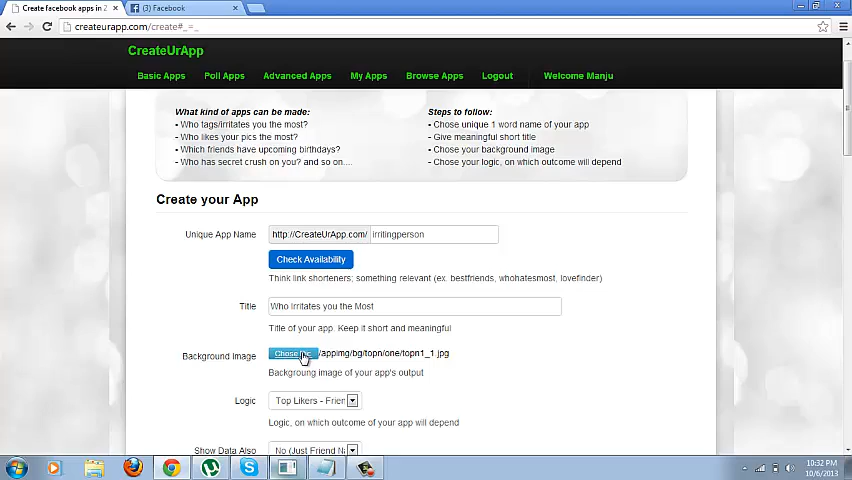 Create facebook apps in 2
(3) Facebook
createurapp.com/create#_=_
CreateUrApp
Basic Apps Poll Apps Advanced Apps My Apps Browse Apps Logout Welcome Manju
What kind of apps can be made:
- Who tags/irritates you the most?
- Who likes your pics the most?
- Which friends have upcoming birthdays?
- Who has secret crush on you? and so on....
Steps to follow:
- Chose unique 1 word name of your app
- Give meaningful short title
- Chose your background image
- Chose your logic, on which outcome will depend
Create your App
Unique App Name http://CreateUrApp.com/ irritingperson
Check Availability
Think link shorteners; something relevant (ex. bestfriends, whohatesmost, lovefinder)
Title Who Irritates you the Most
Title of your app. Keep it short and meaningful
Background Image Chose /appimg/bg/topn/one/topn1_1.jpg
Backgroung image of your app's output
Logic Top Likers - Frien
Logic, on which outcome of your app will depend
Show Data Also No (Just Friend Na
10:32 PM
10/6/2013